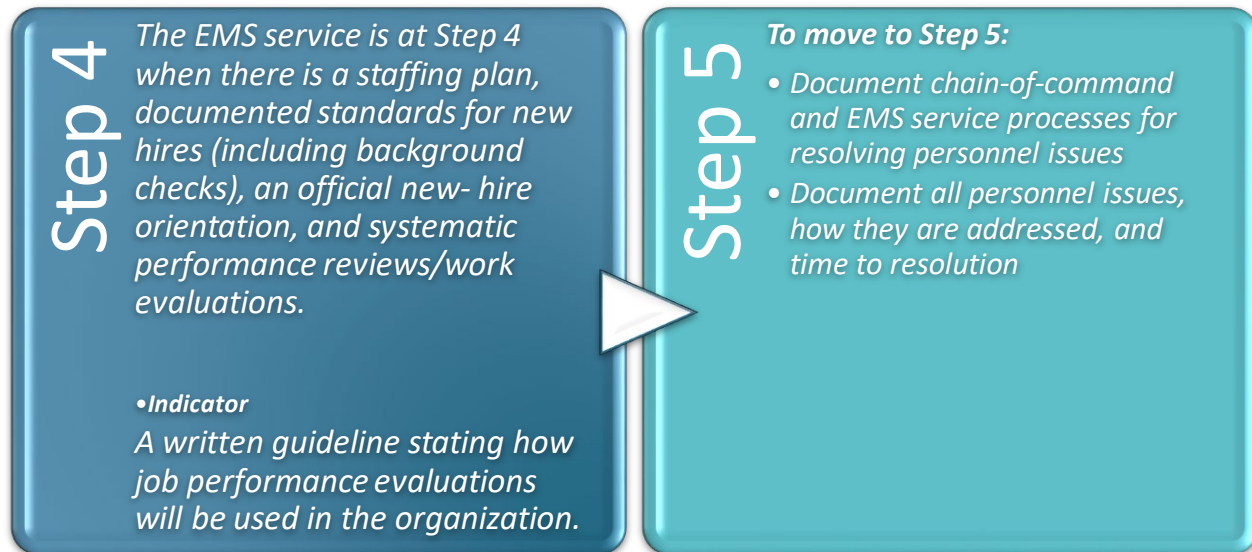 Step 4
The EMS service is at Step 4
when there is a staffing plan,
documented standards for new
hires (including background
checks), an official new- hire
orientation, and systematic
performance reviews/work
evaluations.
•Indicator
A written guideline stating how
job performance evaluations
will be used in the organization.
Step 5
To move to Step 5:
• Document chain-of-command
and EMS service processes for
resolving personnel issues
• Document all personnel issues,
how they are addressed, and
time to resolution